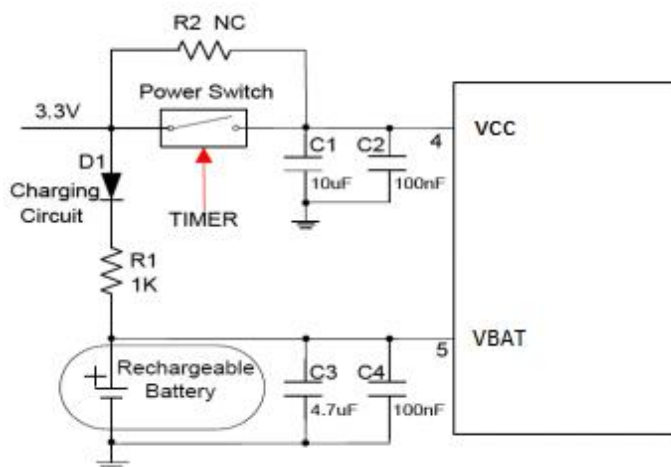 R2 NC
Power Switch
3.3V
4
VCC
D1
Charging
Circuit
C1
10uF
C2
100nF
TIMER
R1
1K
5
VBAT
+
Rechargeable
Battery
C3
4.7uF
C4
100nF